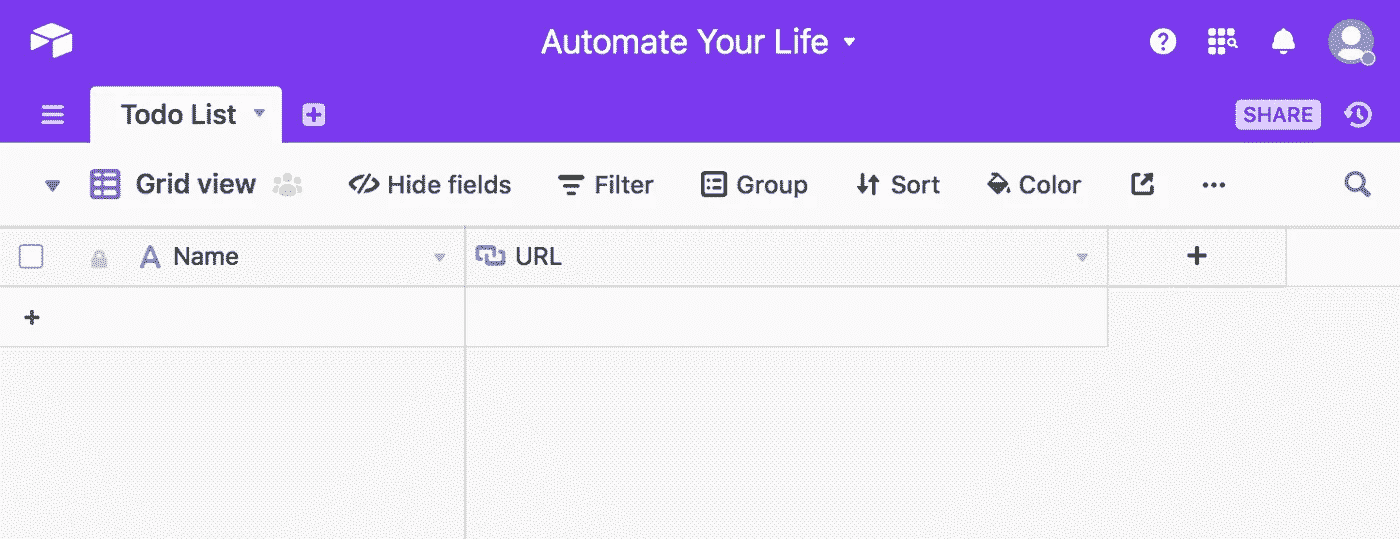 Automate Your Life
Todo List
SHARE
Grid view Hide fields Filter Group Sort Color
Name URL